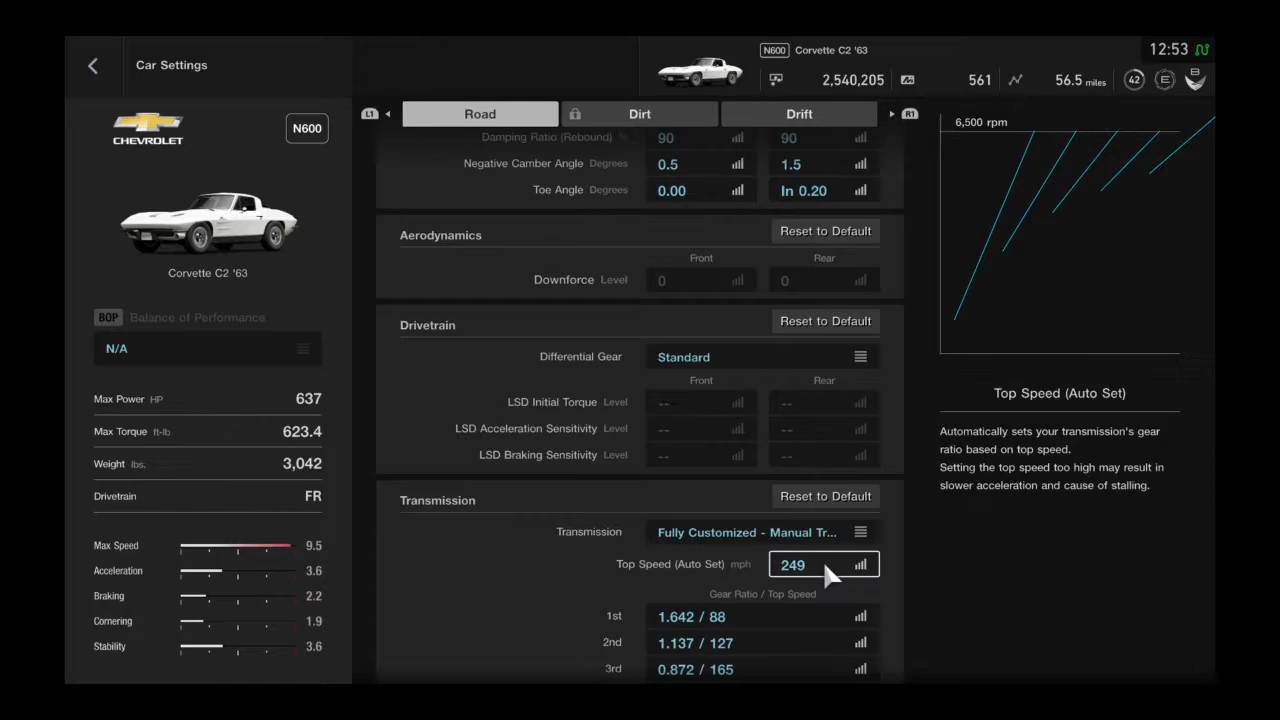 Car Settings
N600 Corvette C2 '63
12:53
2,540,205 561 56.5 miles 42 E B
CHEVROLET
N600
Corvette C2 '63
BOP Balance of Performance
N/A
Max Power HP 637
Max Torque ft-lb 623.4
Weight lbs. 3,042
Drivetrain FR
Max Speed 9.5
Acceleration 3.6
Braking 2.2
Cornering 1.9
Stability 3.6
L1 Road Dirt Drift R1
Damping Ratio (Rebound) % 90 90
Negative Camber Angle Degrees 0.5 1.5
Toe Angle Degrees 0.00 In 0.20
Aerodynamics Reset to Default
Front Rear
Downforce Level 0 0
Drivetrain Reset to Default
Differential Gear Standard
Front Rear
LSD Initial Torque Level -- --
LSD Acceleration Sensitivity Level -- --
LSD Braking Sensitivity Level -- --
Transmission Reset to Default
Transmission Fully Customized - Manual Tr...
Top Speed (Auto Set) mph 249
Gear Ratio / Top Speed
1st 1.642 / 88
2nd 1.137 / 127
3rd 0.872 / 165
6,500 rpm
Top Speed (Auto Set)
Automatically sets your transmission's gear
ratio based on top speed.
Setting the top speed too high may result in
slower acceleration and cause of stalling.